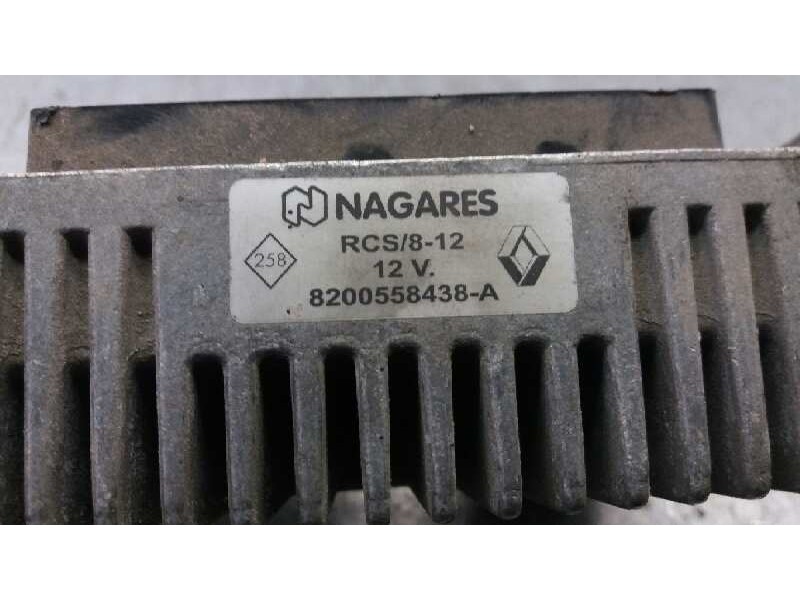 NAGARES
RCS/8-12
258
12 V.
8200558438-A